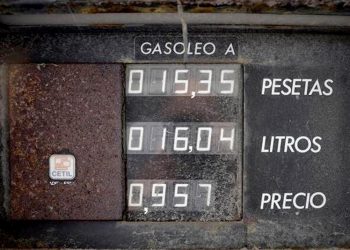 GASOLEO A
015,35 PESETAS
016,04 LITROS
0,957 PRECIO
CETIL